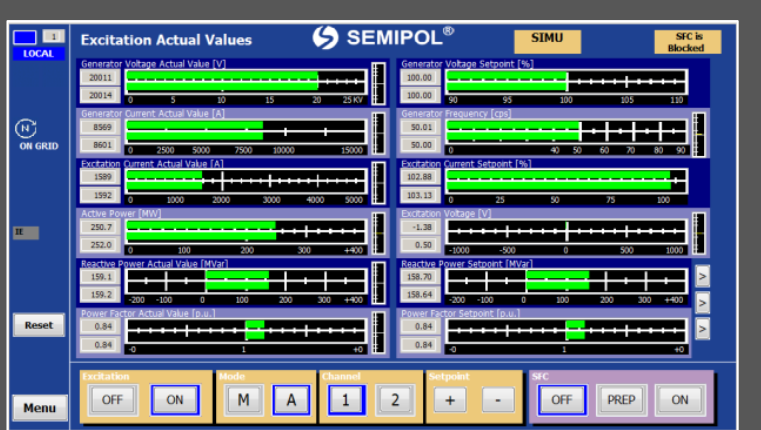 1
LOCAL
Excitation Actual Values
SEMIPOL®
SIMU
SFC is
Blocked
Generator Voltage Actual Value [V]
20011
20014
0 5 10 15 20 25 KV
Generator Voltage Setpoint [%]
100.00
100.00
90 95 100 105 110
N
ON GRID
Generator Current Actual Value [A]
8569
8601
0 2500 5000 7500 10000 15000
Generator Frequency [cps]
50.01
50.00
0 40 50 60 70 80 90
Excitation Current Actual Value [A]
1589
1592
0 1000 2000 3000 4000 5000
Excitation Current Setpoint [%]
102.88
103.13
0 25 50 75 100
IE
Active Power [MW]
250.7
252.0
0 100 200 300 +400
Excitation Voltage [V]
-1.38
0.50
-1000 -500 0 500 1000
Reactive Power Actual Value [MVar]
159.1
159.2
-200 -100 0 100 200 300 +400
Reactive Power Setpoint [MVar]
158.70
158.64
-200 -100 0 100 200 300 +400
>
>
>
Reset
Power Factor Actual Value [p.u.]
0.84
0.84
-0 1 +0
Power Factor Setpoint [p.u.]
0.84
0.84
-0 1 +0
Menu
Excitation
OFF ON
Mode
M A
Channel
1 2
Setpoint
+ -
SFC
OFF PREP ON